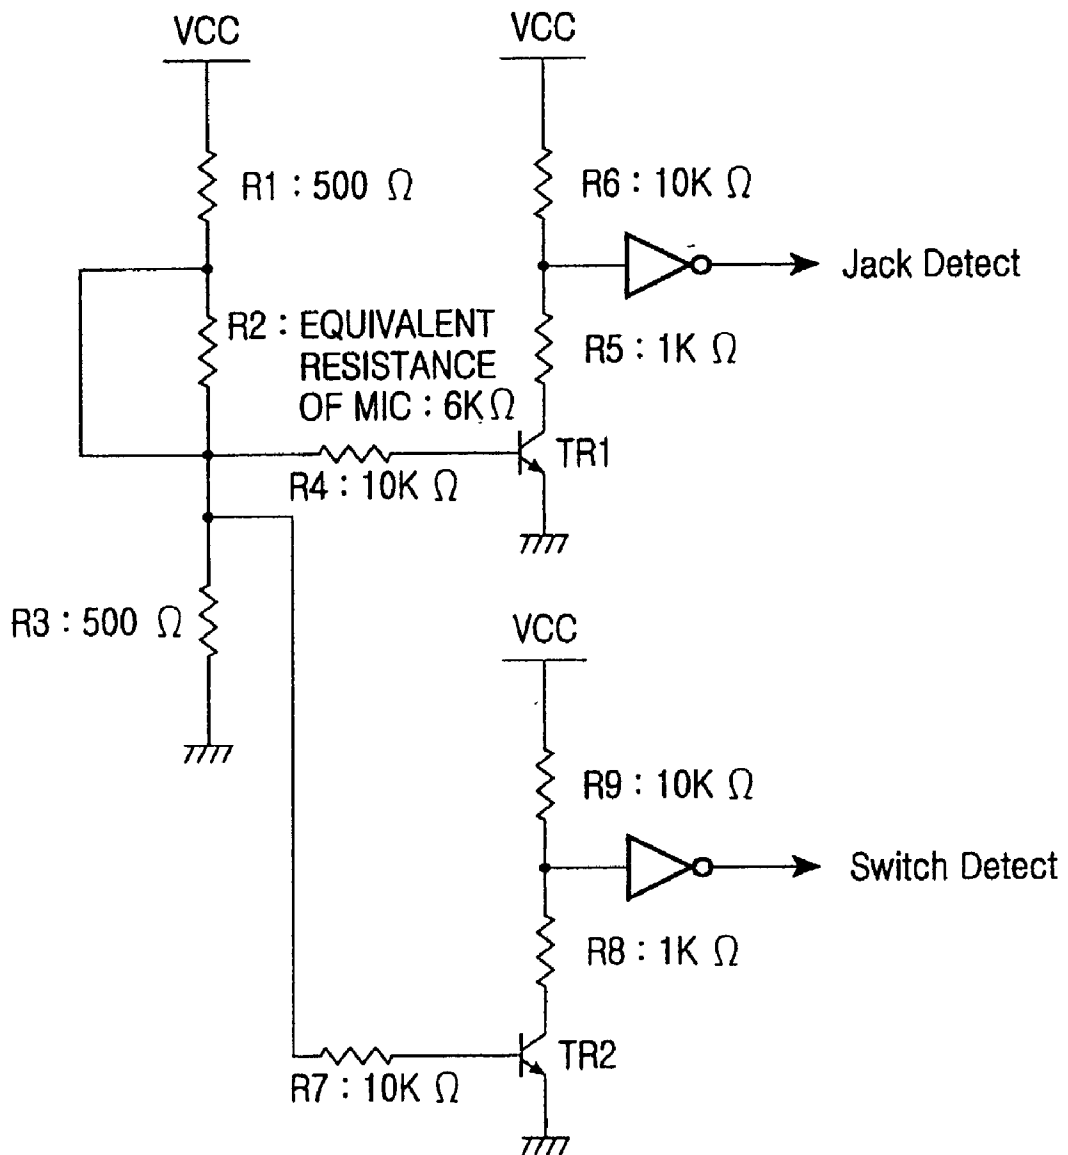 VCC
VCC
R1 : 500 Ω
R6 : 10K Ω
Jack Detect
R2 : EQUIVALENT
RESISTANCE
OF MIC : 6KΩ
R5 : 1K Ω
TR1
R4 : 10K Ω
R3 : 500 Ω
VCC
R9 : 10K Ω
Switch Detect
R8 : 1K Ω
TR2
R7 : 10K Ω